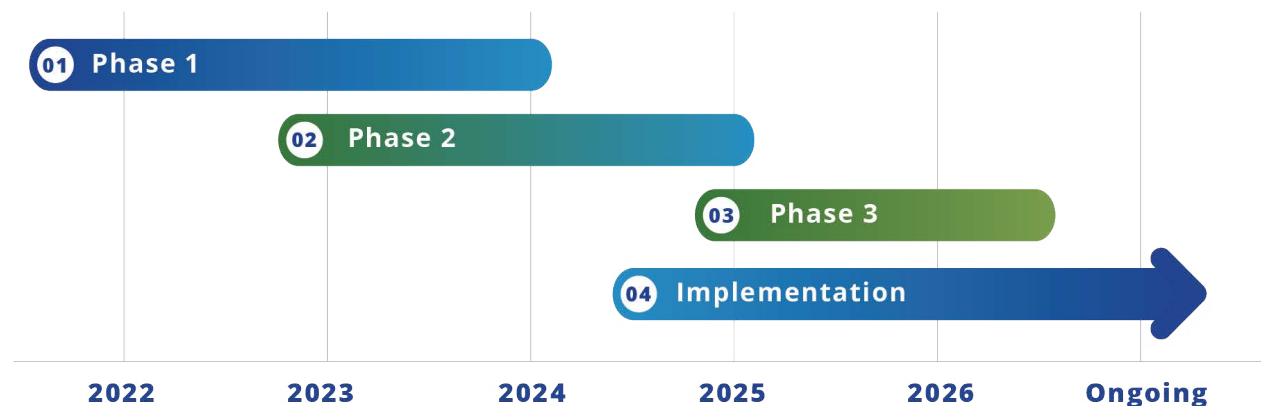 01 Phase 1
02 Phase 2
03 Phase 3
04 Implementation
2022 2023 2024 2025 2026 Ongoing